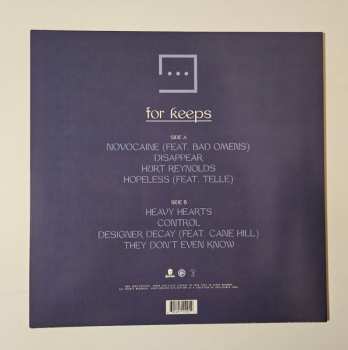 for keeps
SIDE A
NOVOCAINE (FEAT. BAD OMENS)
DISAPPEAR
HURT REYNOLDS
HOPELESS (FEAT. TELLE)
SIDE B
HEAVY HEARTS
CONTROL
DESIGNER DECAY (FEAT. CANE HILL)
THEY DON'T EVEN KNOW